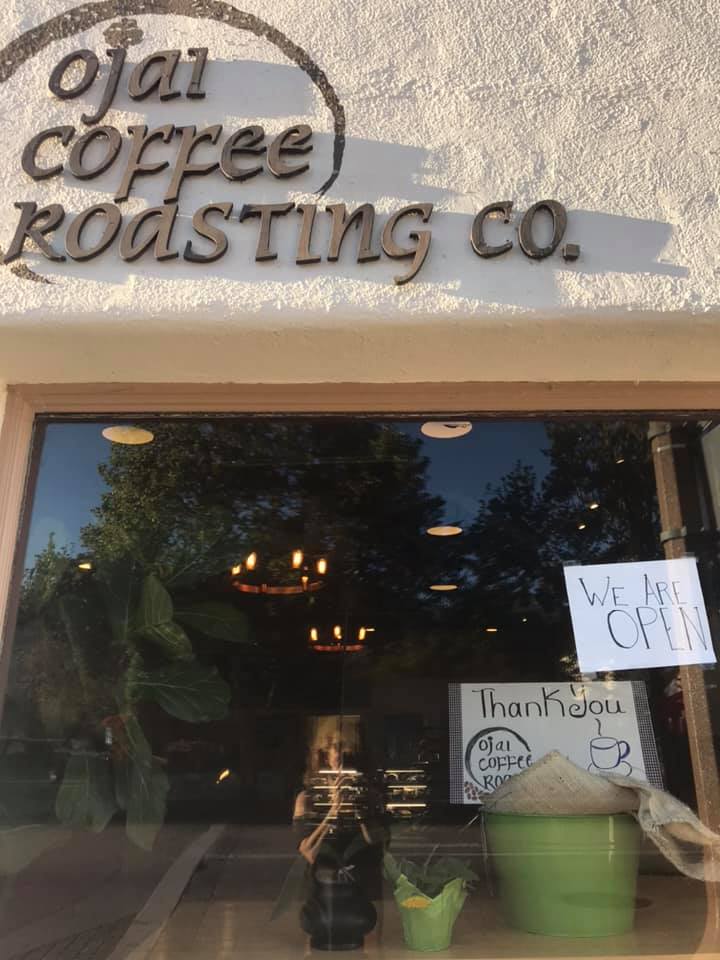 Ojai
Coffee
Roasting Co.
We Are
Open
Thank You
Ojai
Coffee